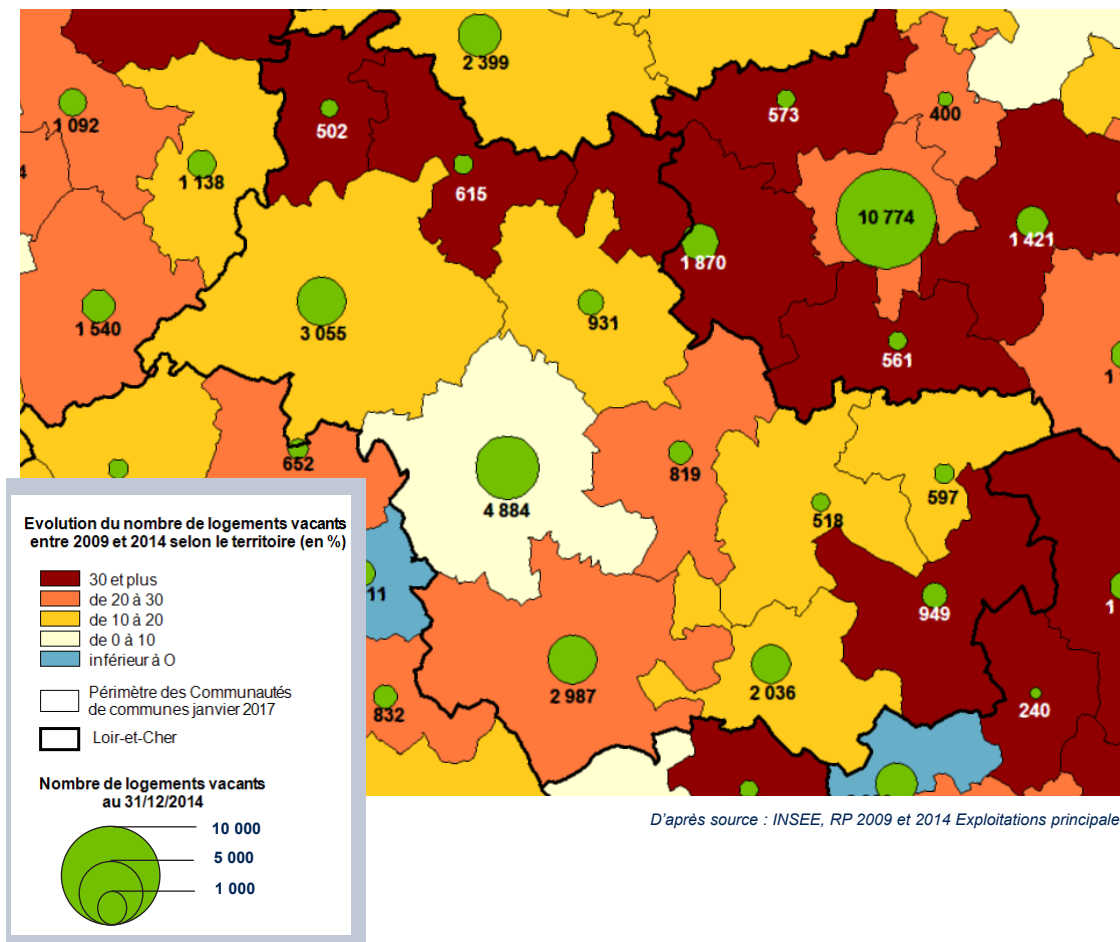 2 399
1 092
502
573
400
1 138
615
10 774
1 421
1 870
1 540
3 055
931
561
652
819
4 884
597
518
949
2 987
2 036
240
832
Evolution du nombre de logements vacants
entre 2009 et 2014 selon le territoire (en %)
30 et plus
de 20 à 30
de 10 à 20
de 0 à 10
inférieur à O
Périmètre des Communautés
de communes janvier 2017
Loir-et-Cher
Nombre de logements vacants
au 31/12/2014
10 000
5 000
1 000
D'après source : INSEE, RP 2009 et 2014 Exploitations principale